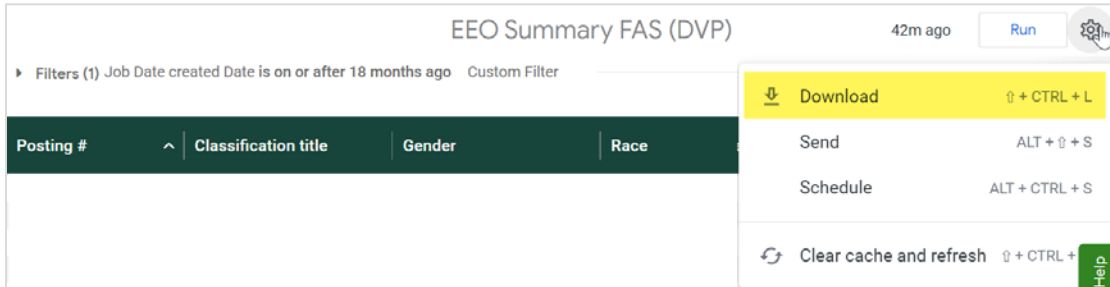 EEO Summary FAS (DVP) 42m ago Run
Filters (1) Job Date created Date is on or after 18 months ago Custom Filter
Download ⇧ + CTRL + L
Posting # Classification title Gender Race
Send ALT + ⇧ + S
Schedule ALT + CTRL + S
Clear cache and refresh ⇧ + CTRL +
Help